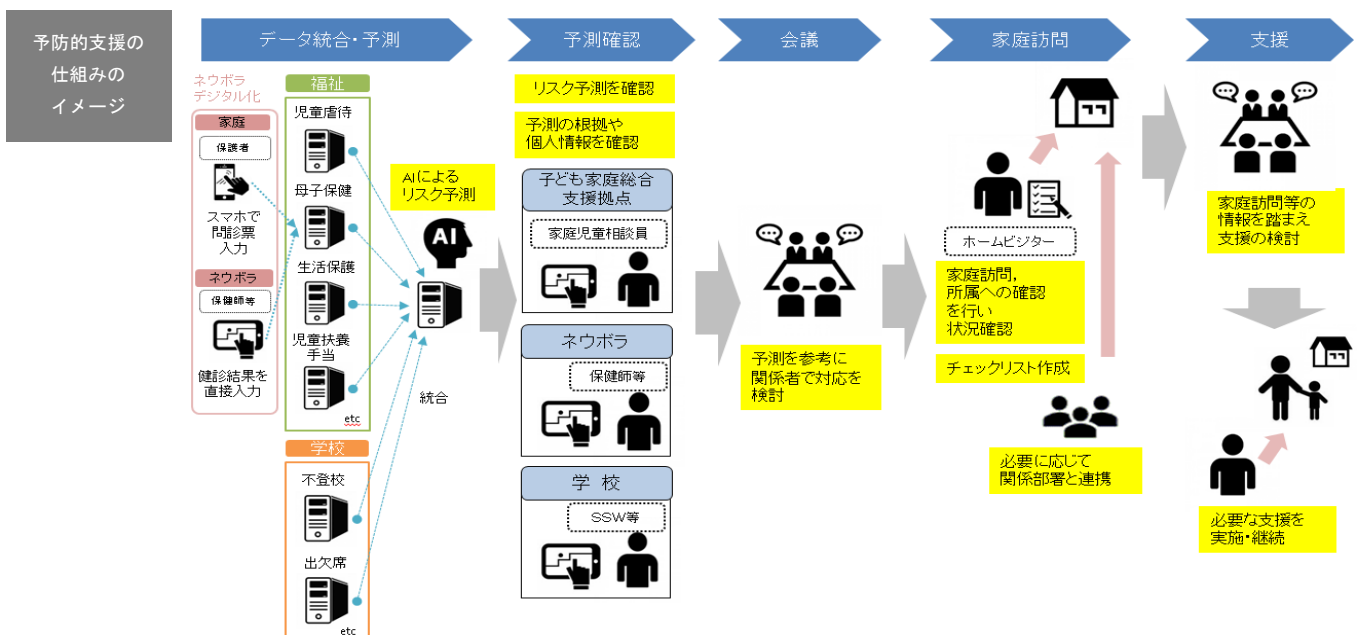 予防的支援の
仕組みの
イメージ
データ統合・予測
予測確認
会議
家庭訪問
支援
ネウボラ
デジタル化
家庭
保護者
スマホで
問診票
入力
ネウボラ
保健師等
健診結果を
直接入力
福祉
児童虐待
母子保健
生活保護
児童扶養
手当
etc
学校
不登校
出欠席
etc
AIによる
リスク予測
AI
統合
リスク予測を確認
予測の根拠や
個人情報を確認
子ども家庭総合
支援拠点
家庭児童相談員
ネウボラ
保健師等
学 校
SSW等
予測を参考に
関係者で対応を
検討
ホームビジター
家庭訪問，
所属への確認
を行い
状況確認
チェックリスト作成
必要に応じて
関係部署と連携
家庭訪問等の
情報を踏まえ
支援の検討
必要な支援を
実施・継続